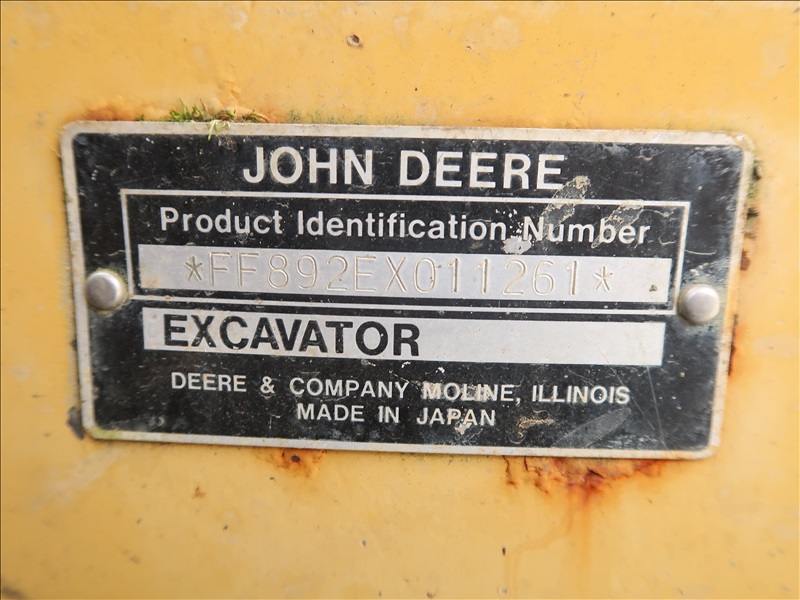 JOHN DEERE
Product Identification Number
*FF892EX011261*
EXCAVATOR
DEERE & COMPANY MOLINE, ILLINOIS
MADE IN JAPAN